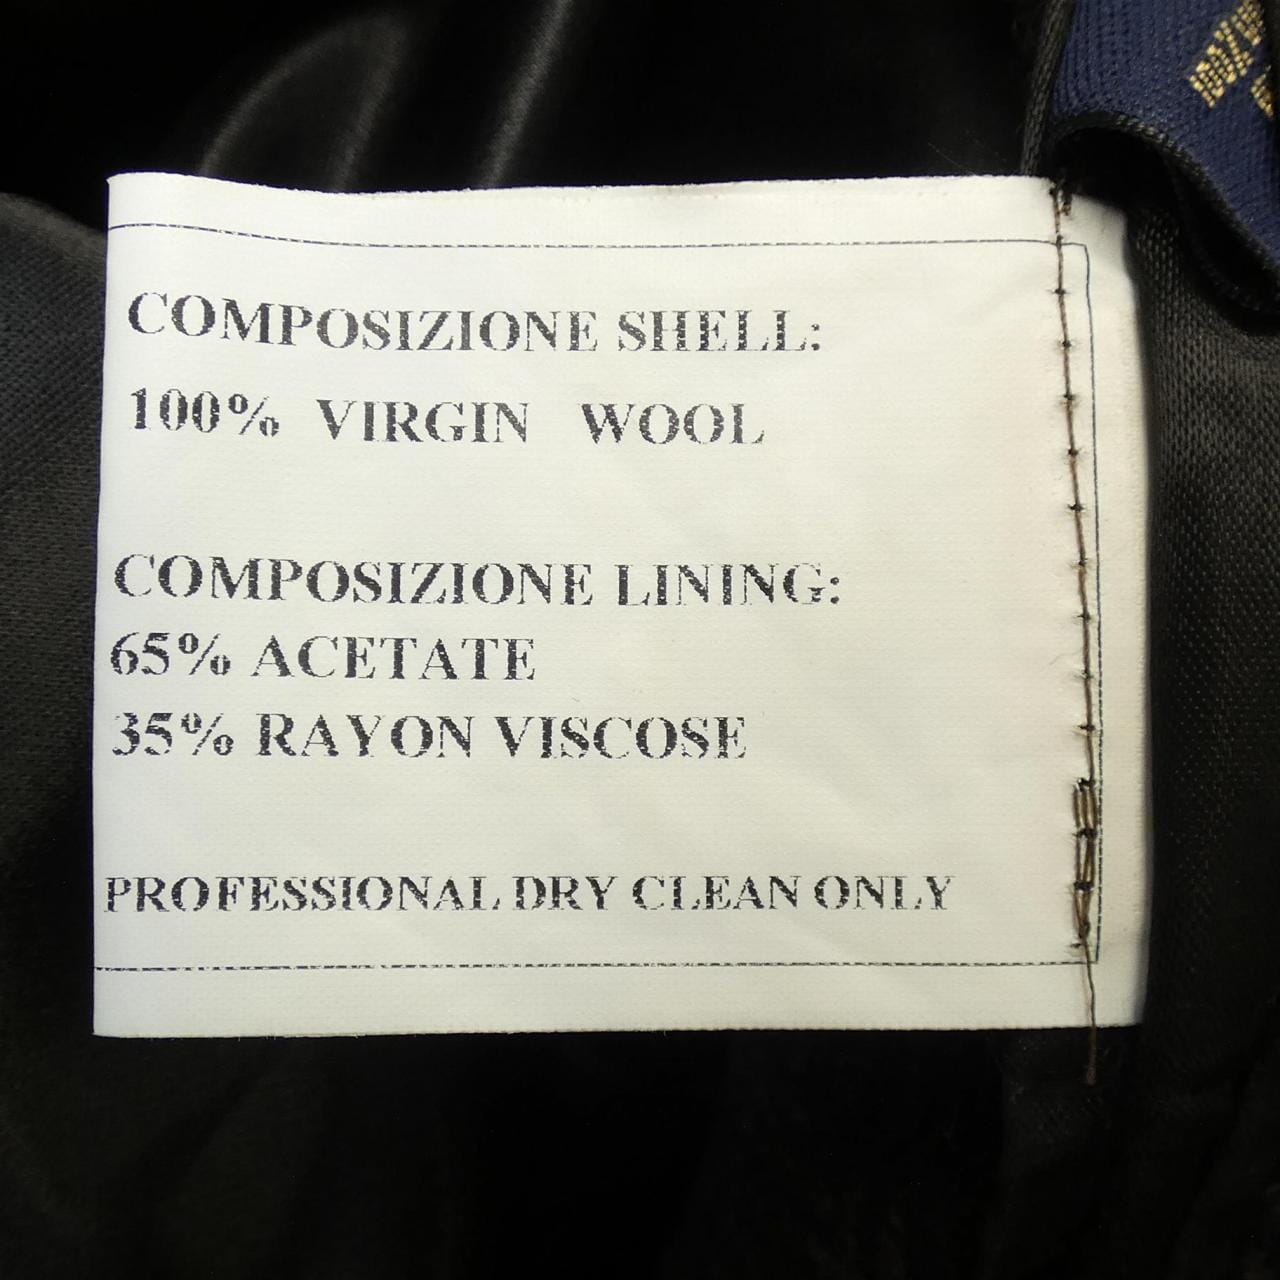 COMPOSIZIONE SHELL:
100% VIRGIN WOOL
COMPOSIZIONE LINING:
65% ACETATE
35% RAYON VISCOSE
PROFESSIONAL DRY CLEAN ONLY